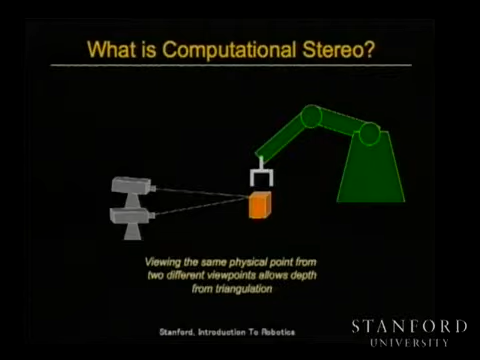 What is Computational Stereo?
Viewing the same physical point from
two different viewpoints allows depth
from triangulation
Stanford, Introduction To Robotics
STANFORD
UNIVERSITY